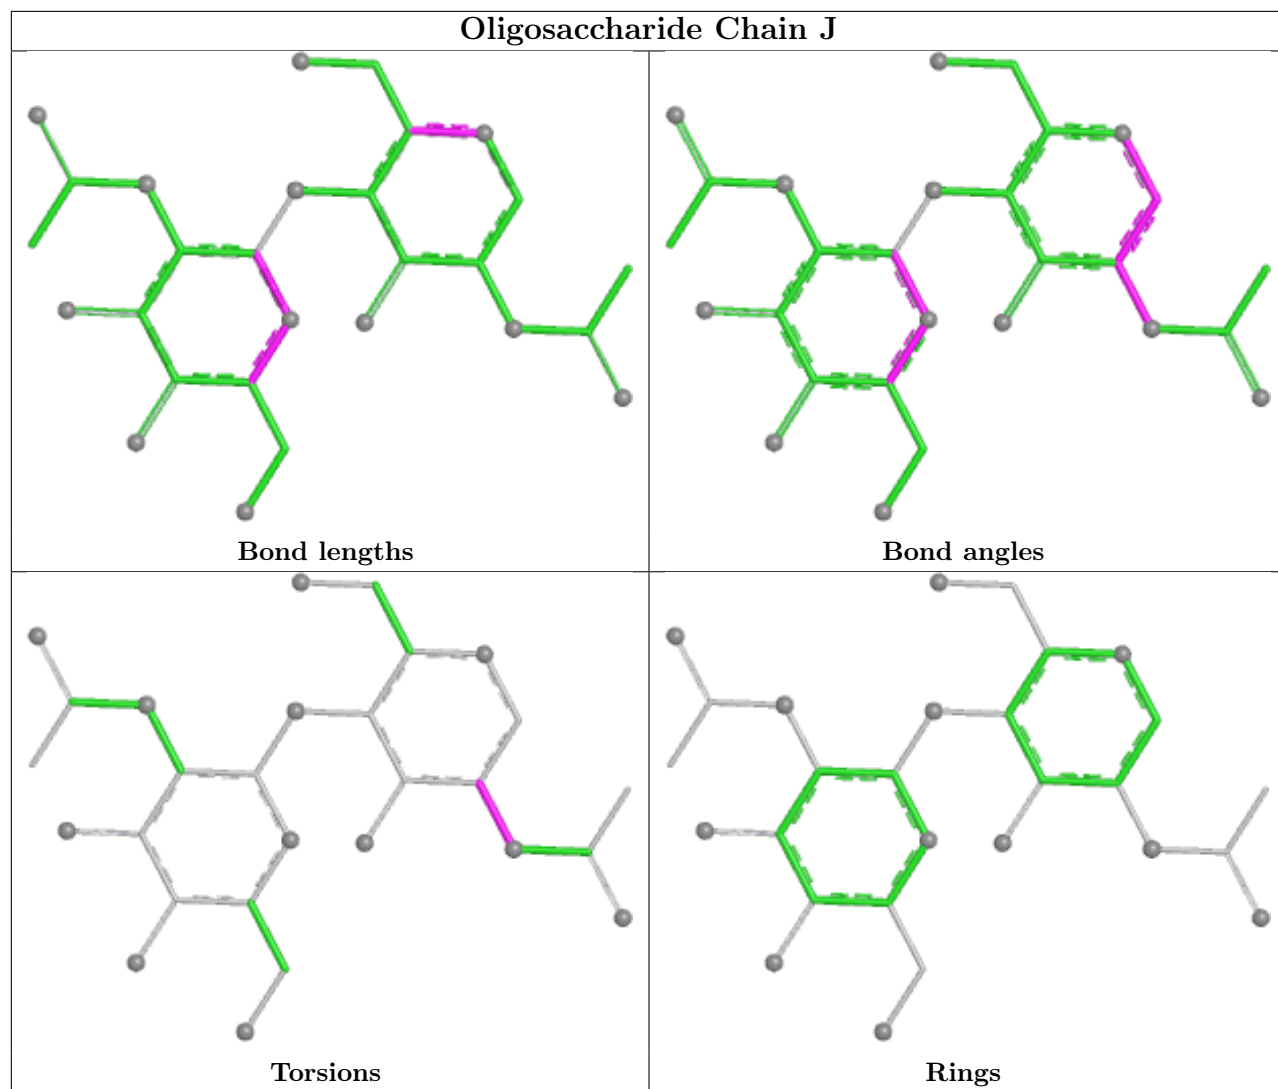 Oligosaccharide Chain J
Bond lengths
Bond angles
Torsions
Rings